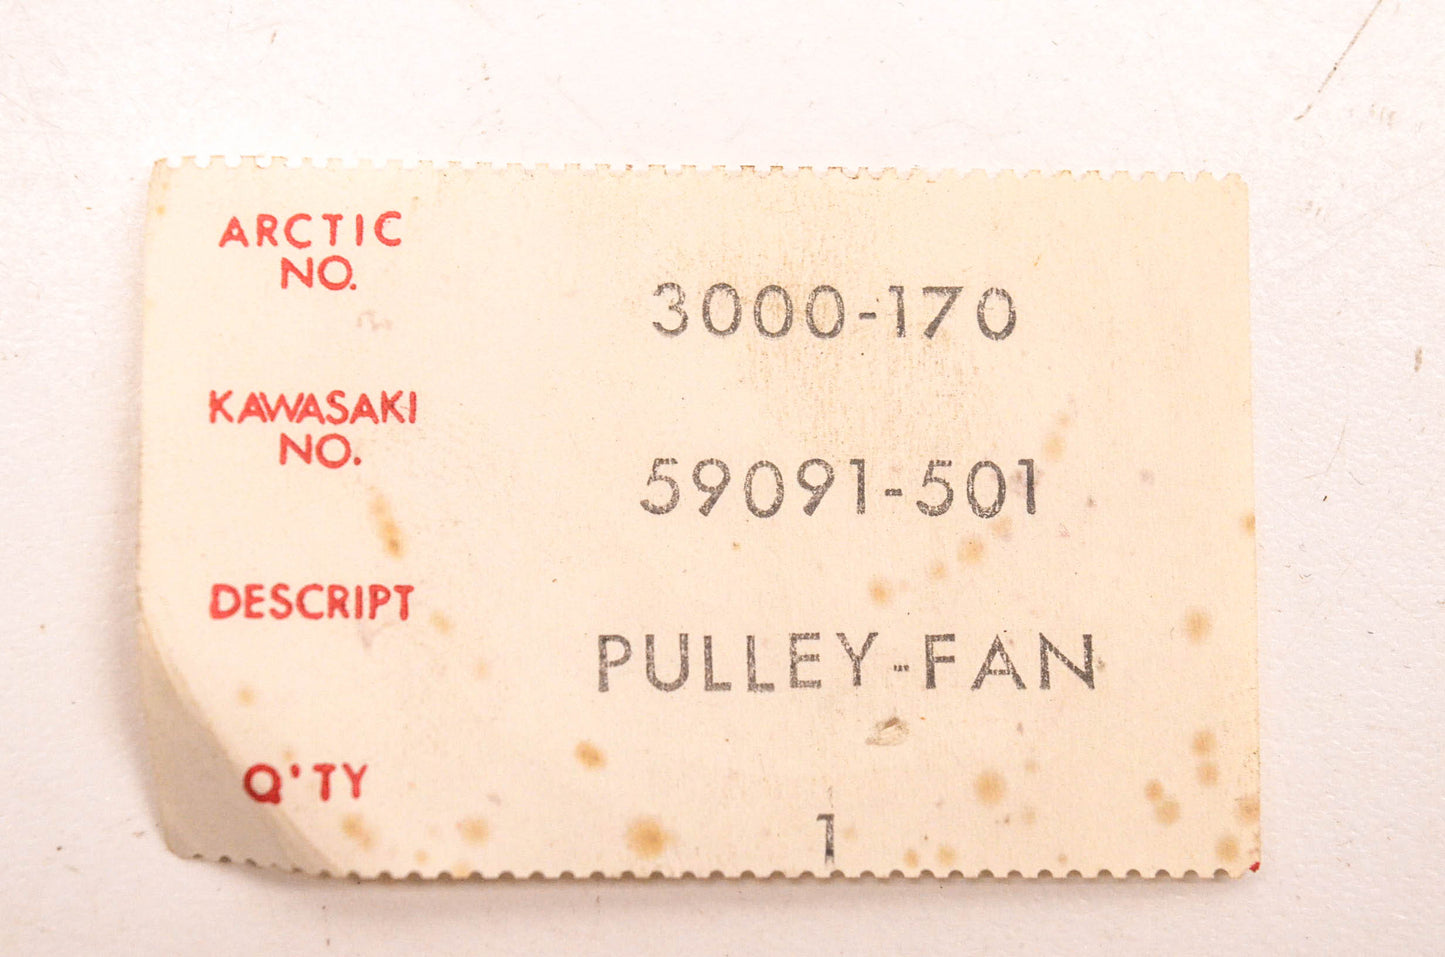 ARCTIC
NO.
3000-170
KAWASAKI
NO.
59091-501
DESCRIPT
PULLEY-FAN
Q'TY
1